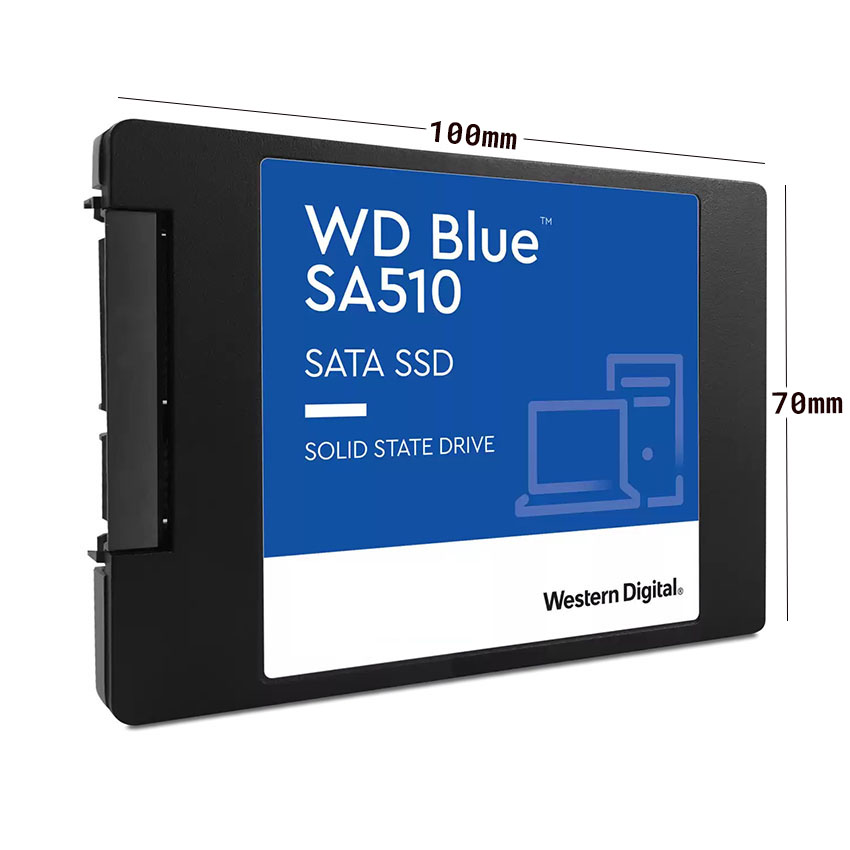 100mm
WD Blue™
SA510
SATA SSD
70mm
SOLID STATE DRIVE
Western Digital®